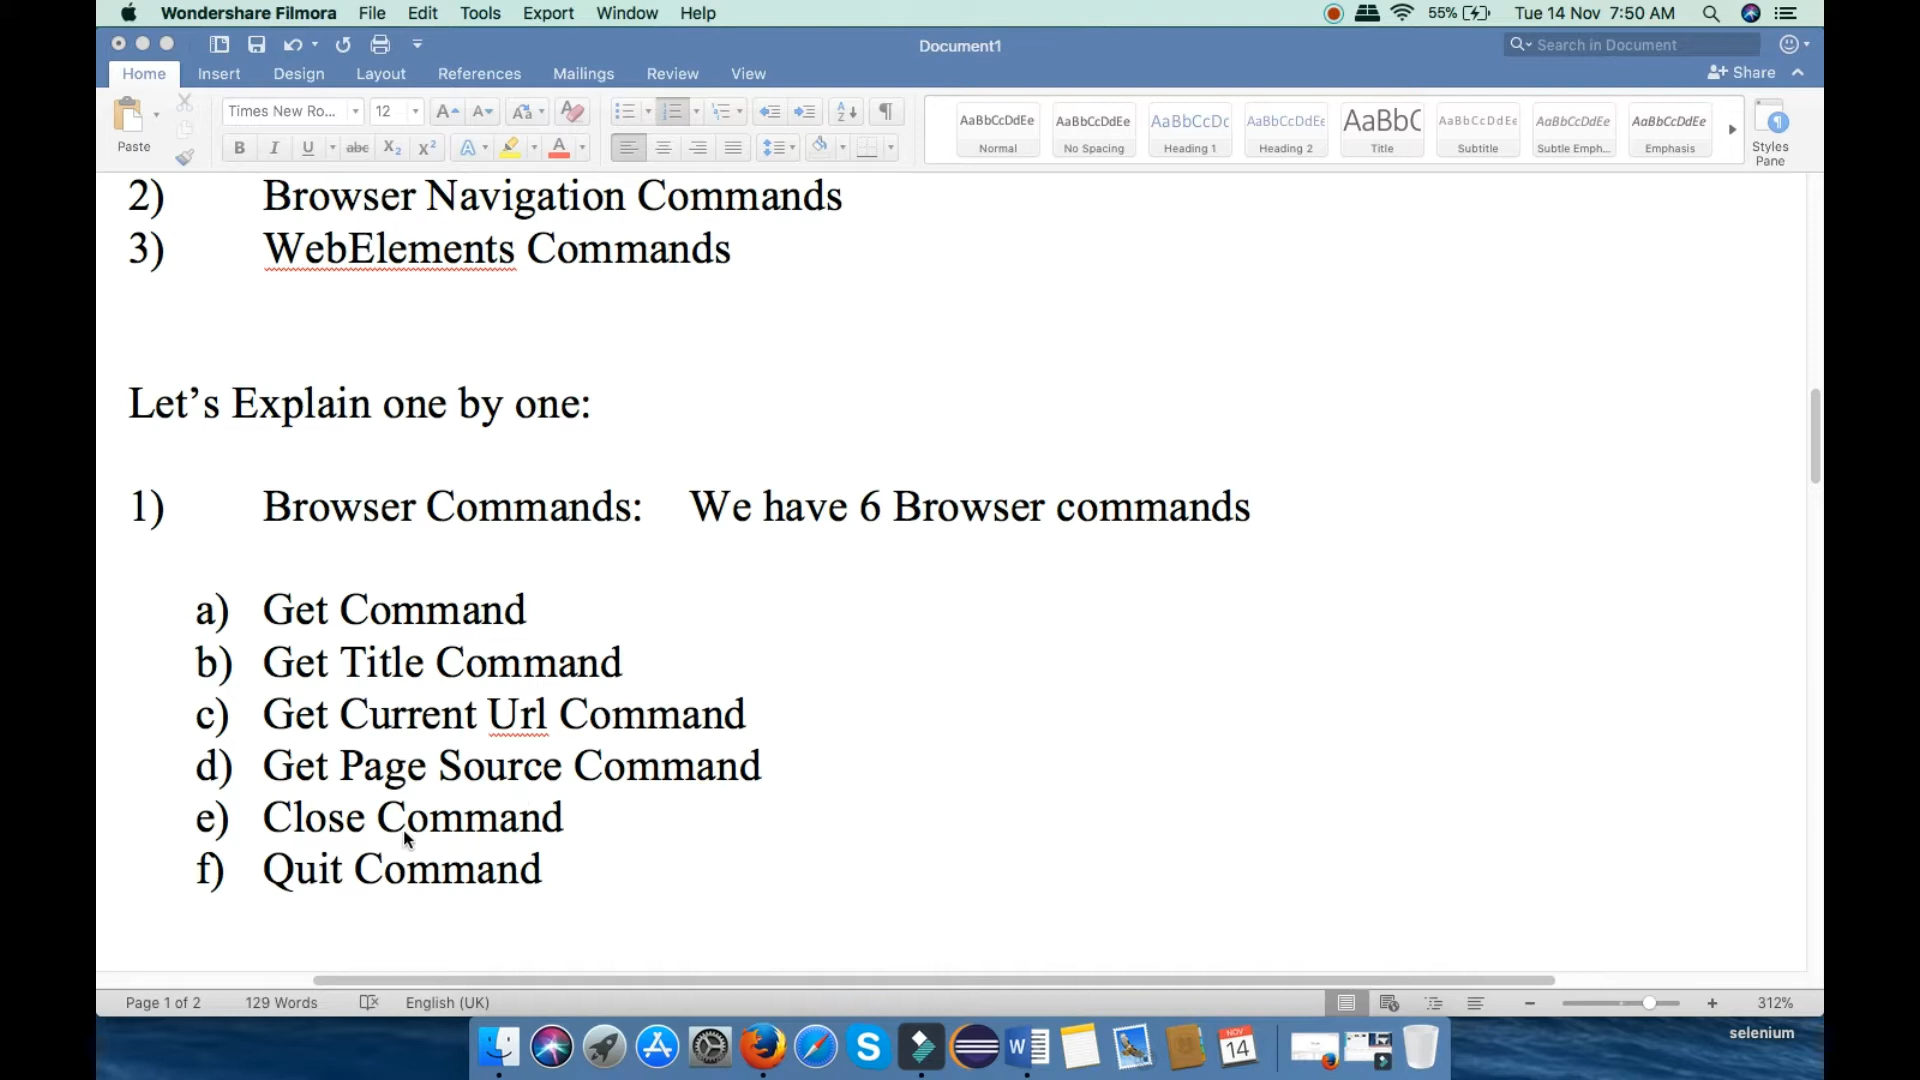 Wondershare Filmora File Edit Tools Export Window Help 55% Tue 14 Nov 7:50 AM
Document1
Search in Document
Home Insert Design Layout References Mailings Review View Share
Times New Ro... 12
AaBbCcDdEe AaBbCcDdEe AaBbCcDc AaBbCcDdEe AaBbC AaBbCcDdEe AaBbCcDdEe AaBbCcDdEe
Paste
Normal No Spacing Heading 1 Heading 2 Title Subtitle Subtle Emph... Emphasis Styles Pane
2) Browser Navigation Commands
3) WebElements Commands
Let’s Explain one by one:
1) Browser Commands: We have 6 Browser commands
a) Get Command
b) Get Title Command
c) Get Current Url Command
d) Get Page Source Command
e) Close Command
f) Quit Command
Page 1 of 2 129 Words English (UK) 312%
NOV
14
selenium